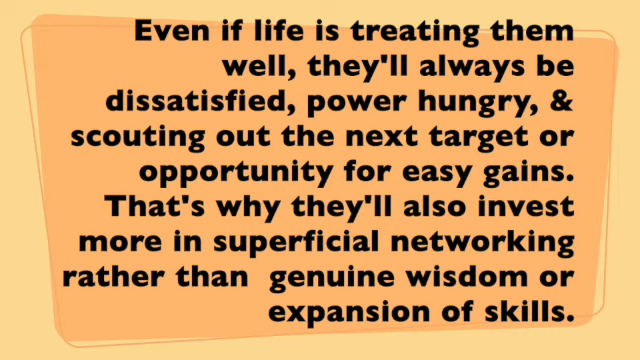 Even if life is treating them
well, they'll always be
dissatisfied, power hungry, &
scouting out the next target or
opportunity for easy gains.
That's why they'll also invest
more in superficial networking
rather than  genuine wisdom or
expansion of skills.